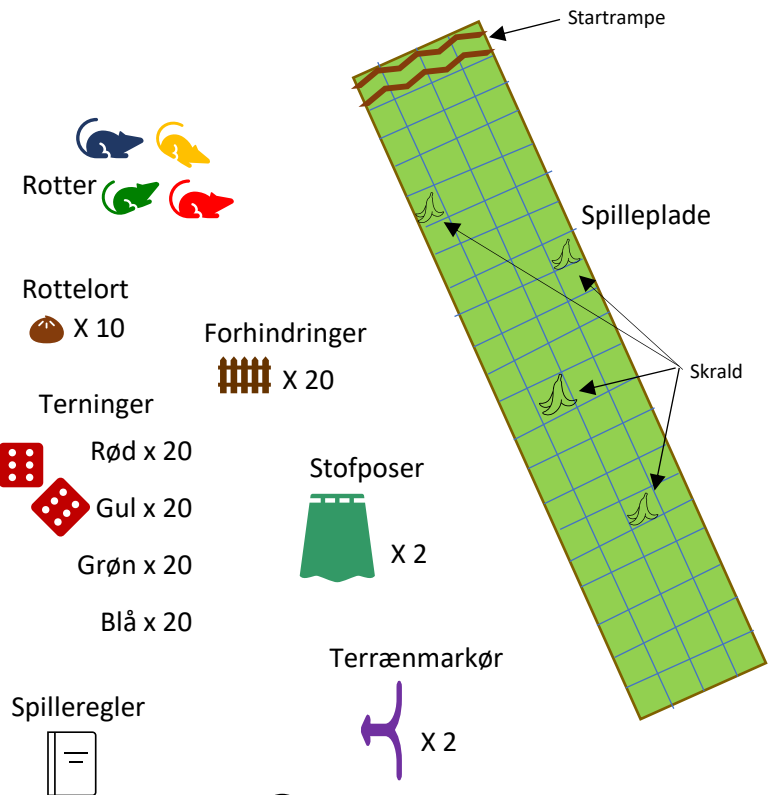 Startrampe
Rotter
Spilleplade
Rottelort
X 10
Forhindringer
X 20
Skrald
Terninger
Rød x 20
Gul x 20
Grøn x 20
Blå x 20
Stofposer
X 2
Terrænmarkør
X 2
Spilleregler